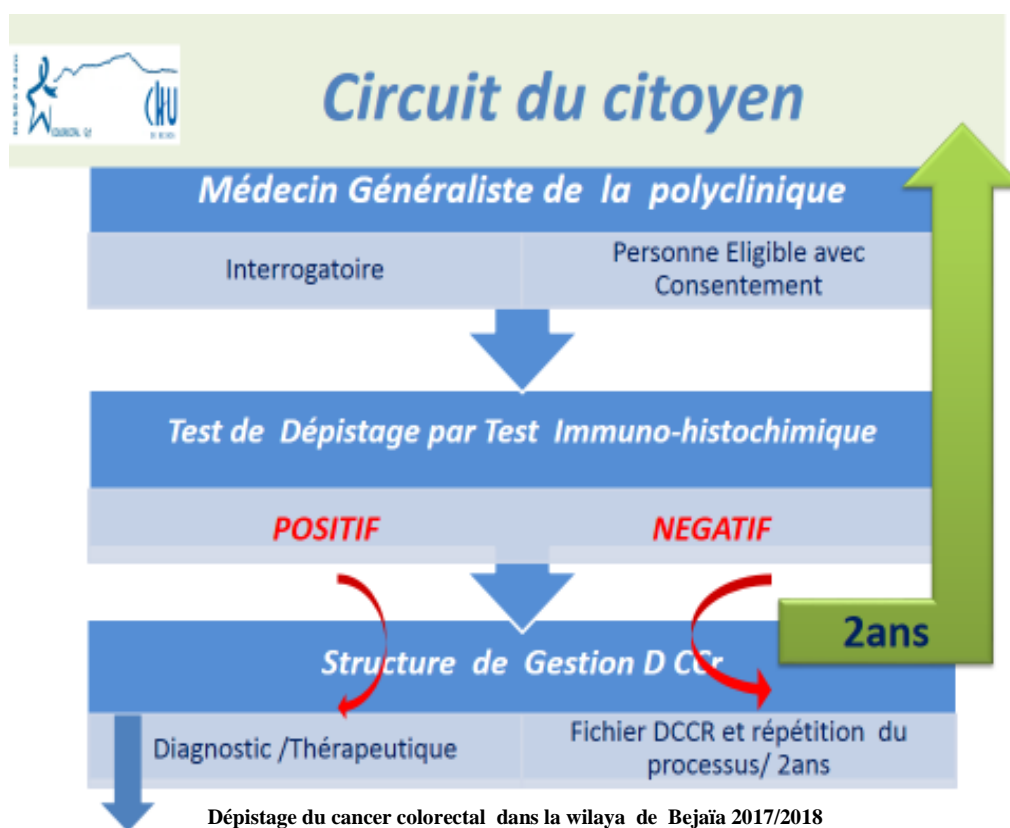 Circuit du citoyen
CHU
Médecin Généraliste de la polyclinique
Interrogatoire
Personne Eligible avec
Consentement
Test de Dépistage par Test Immuno-histochimique
POSITIF
NEGATIF
2ans
Structure de Gestion D CCr
Diagnostic /Thérapeutique
Fichier DCCR et répétition du
processus/ 2ans
Dépistage du cancer colorectal dans la wilaya de Bejaïa 2017/2018